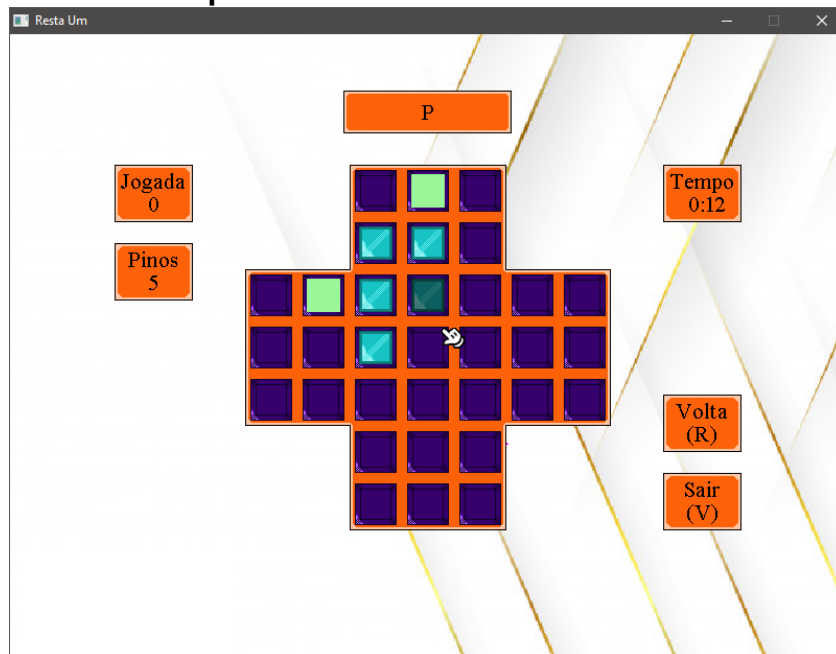 Resta Um
P
Jogada
0
Tempo
0:12
Pinos
5
Volta
(R)
Sair
(V)